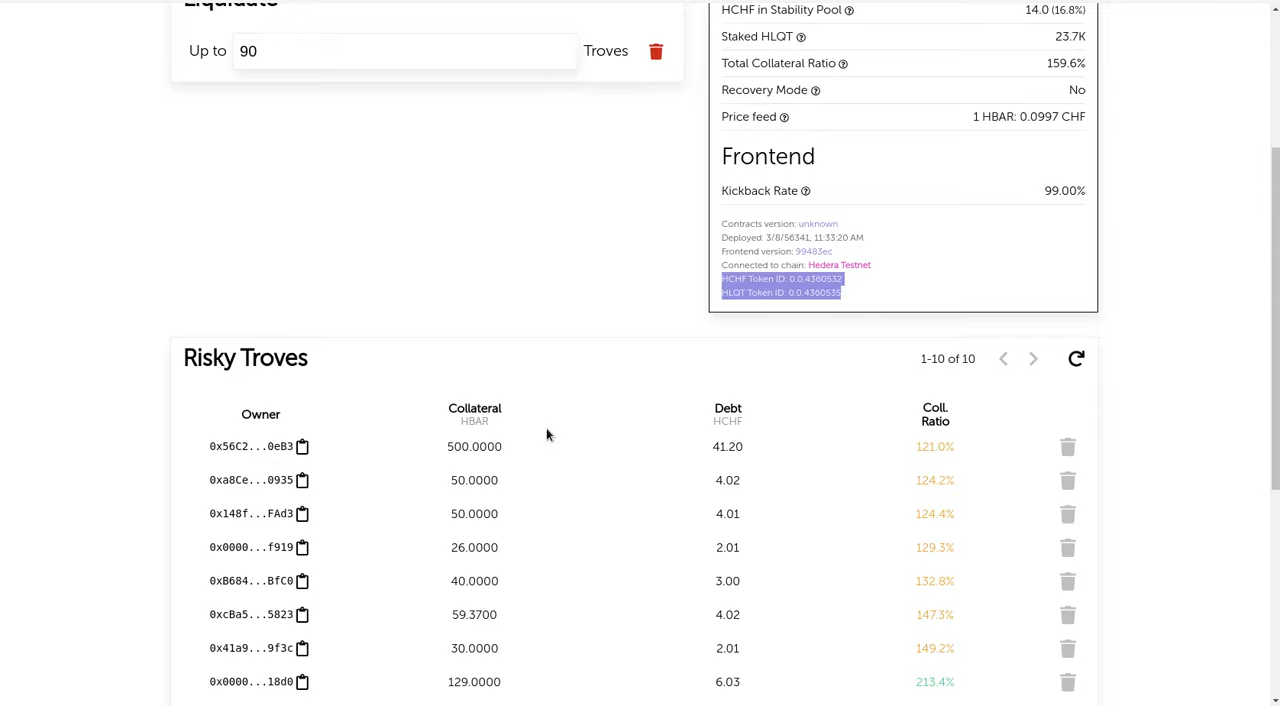 Liquidate
Up to 90 Troves
HCHF in Stability Pool 14.0 (16.8%)
Staked HLQT 23.7K
Total Collateral Ratio 159.6%
Recovery Mode No
Price feed 1 HBAR: 0.0997 CHF
Frontend
Kickback Rate 99.00%
Contracts version: unknown
Deployed: 3/8/56341, 11:33:20 AM
Frontend version: 99483ec
Connected to chain: Hedera Testnet
HCHF Token ID: 0.0.4360532
HLQT Token ID: 0.0.4360535
Risky Troves 1-10 of 10
Owner Collateral HBAR Debt HCHF Coll. Ratio
0x56C2...0eB3 500.0000 41.20 121.0%
0xa8Ce...0935 50.0000 4.02 124.2%
0x148f...FAd3 50.0000 4.01 124.4%
0x0000...f919 26.0000 2.01 129.3%
0xB684...BfC0 40.0000 3.00 132.8%
0xcBa5...5823 59.3700 4.02 147.3%
0x41a9...9f3c 30.0000 2.01 149.2%
0x0000...18d0 129.0000 6.03 213.4%